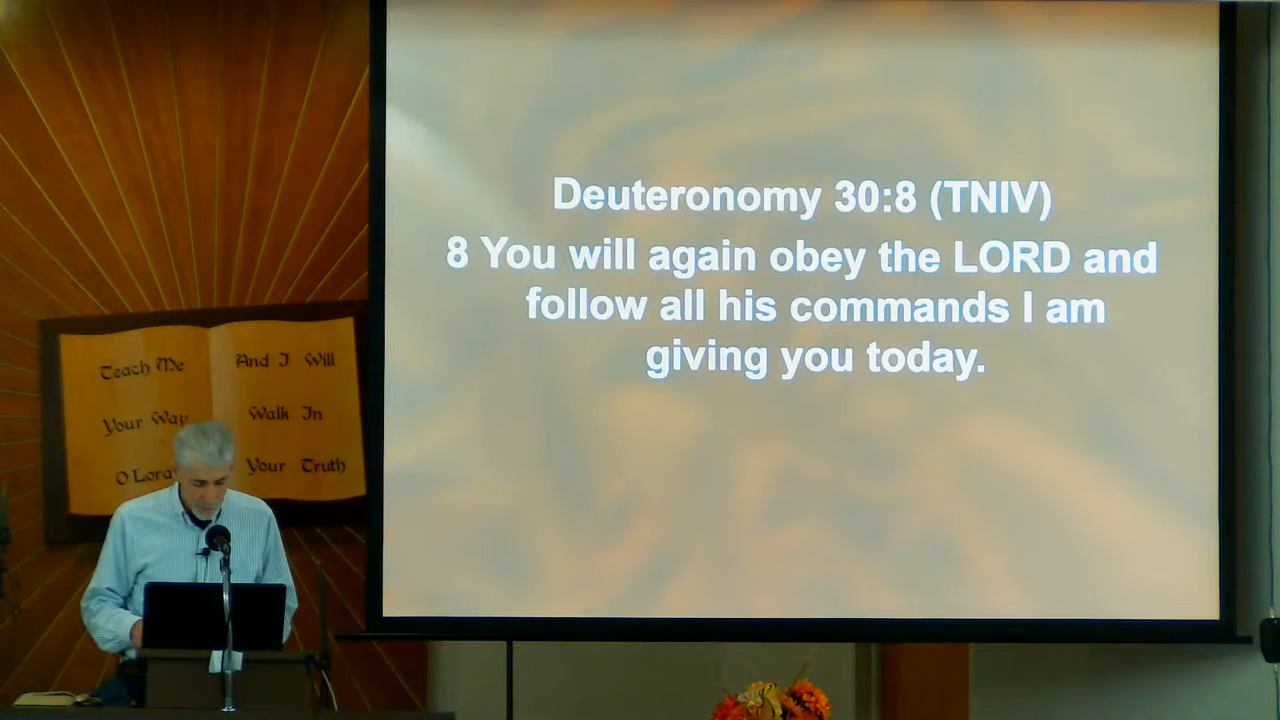 Deuteronomy 30:8 (TNIV)
8 You will again obey the LORD and
follow all his commands I am
giving you today.
Teach Me
Your Way
O Lord
And I Will
Walk In
Your Truth